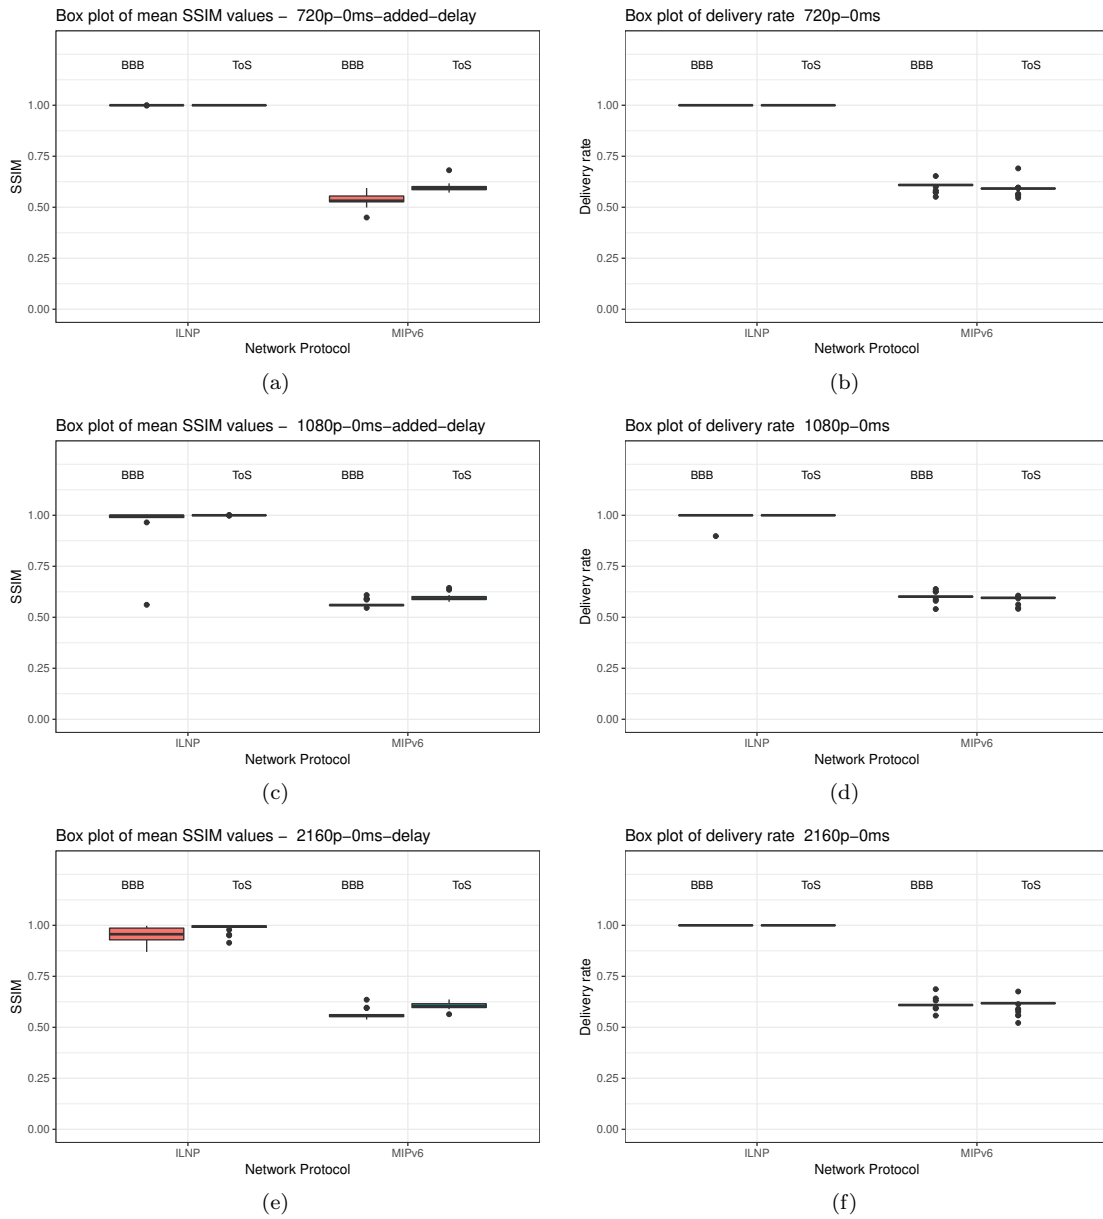 Box plot of mean SSIM values −  720p−0ms−added−delay
BBB ToS BBB ToS
1.00
0.75
0.50
0.25
0.00
SSIM
ILNP MIPv6
Network Protocol
(a)
Box plot of delivery rate  720p−0ms
BBB ToS BBB ToS
1.00
0.75
0.50
0.25
0.00
Delivery rate
ILNP MIPv6
Network Protocol
(b)
Box plot of mean SSIM values −  1080p−0ms−added−delay
BBB ToS BBB ToS
1.00
0.75
0.50
0.25
0.00
SSIM
ILNP MIPv6
Network Protocol
(c)
Box plot of delivery rate  1080p−0ms
BBB ToS BBB ToS
1.00
0.75
0.50
0.25
0.00
Delivery rate
ILNP MIPv6
Network Protocol
(d)
Box plot of mean SSIM values −  2160p−0ms−delay
BBB ToS BBB ToS
1.00
0.75
0.50
0.25
0.00
SSIM
ILNP MIPv6
Network Protocol
(e)
Box plot of delivery rate  2160p−0ms
BBB ToS BBB ToS
1.00
0.75
0.50
0.25
0.00
Delivery rate
ILNP MIPv6
Network Protocol
(f)